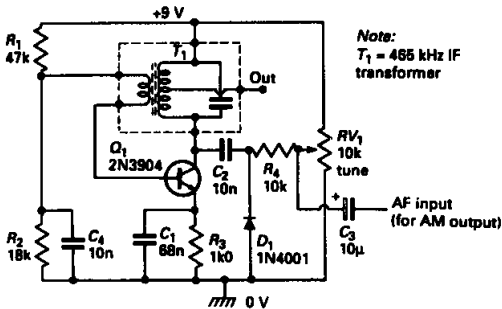 +9 V
R1
47k
T1
Out
Note:
T1 = 465 kHz IF
transformer
Q1
2N3904
C2
10n
R4
10k
RV1
10k
tune
R2
18k
C4
10n
C1
68n
R3
1k0
D1
1N4001
+
C3
10µ
AF input
(for AM output)
0 V